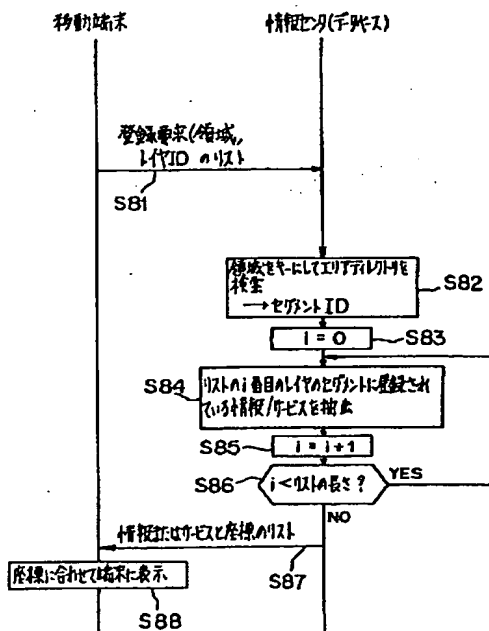 移動端末
情報センタ(データベース)
登録要求(領域,
レイヤID のリスト
S81
領域をキーにしてエリアディレクトリを
検索
→セグメント ID
S82
i = 0
S83
リストのi番目のレイヤのセグメントに登録され
ている情報/サービスを抽出
S84
i = i+1
S85
i<リストの長さ?
S86
YES
NO
情報またはサービスと座標のリスト
S87
座標に合わせて端末に表示
S88